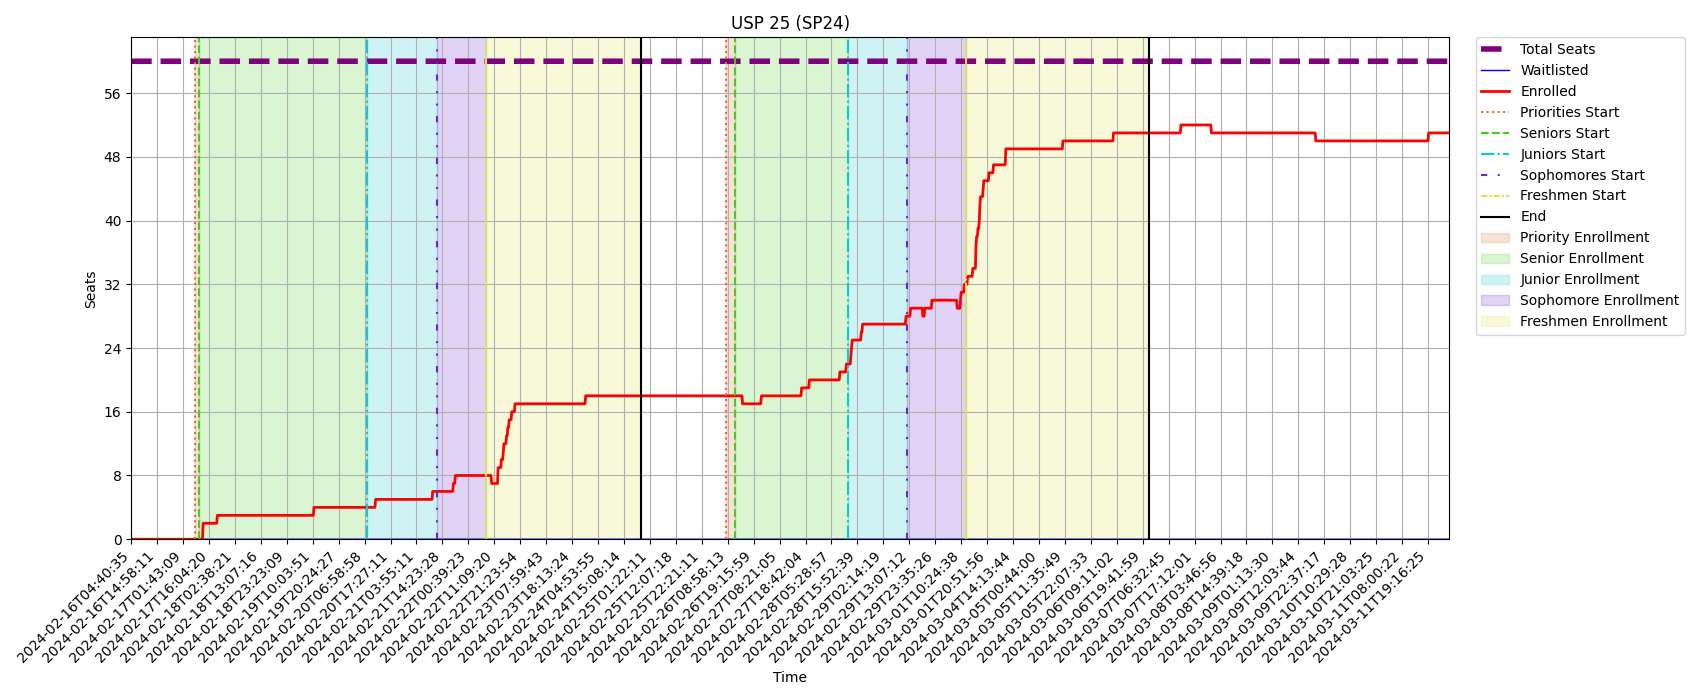 USP 25 (SP24)
Seats
56
48
40
32
24
16
8
0
2024-02-16T04:40:35
2024-02-16T14:58:11
2024-02-17T01:43:09
2024-02-17T16:04:20
2024-02-18T02:38:21
2024-02-18T13:07:16
2024-02-18T23:23:09
2024-02-19T10:03:51
2024-02-19T20:24:27
2024-02-20T06:58:58
2024-02-20T17:27:11
2024-02-21T03:55:11
2024-02-21T14:23:28
2024-02-22T00:39:23
2024-02-22T11:09:20
2024-02-22T21:23:54
2024-02-23T07:59:43
2024-02-23T18:13:24
2024-02-24T04:53:55
2024-02-24T15:08:14
2024-02-25T01:22:11
2024-02-25T12:07:18
2024-02-25T22:21:11
2024-02-26T08:58:13
2024-02-26T19:15:59
2024-02-27T08:21:05
2024-02-27T18:42:04
2024-02-28T05:28:57
2024-02-28T15:52:39
2024-02-29T02:14:19
2024-02-29T13:07:12
2024-02-29T23:35:26
2024-03-01T10:24:38
2024-03-01T20:51:56
2024-03-04T14:13:44
2024-03-05T00:44:00
2024-03-05T11:35:49
2024-03-05T22:07:33
2024-03-06T09:11:02
2024-03-06T19:41:59
2024-03-07T06:32:45
2024-03-07T17:12:01
2024-03-08T03:46:56
2024-03-08T14:39:18
2024-03-09T01:13:30
2024-03-09T12:03:44
2024-03-09T22:37:17
2024-03-10T10:29:28
2024-03-10T21:03:25
2024-03-11T08:00:22
2024-03-11T19:16:25
Time
Total Seats
Waitlisted
Enrolled
Priorities Start
Seniors Start
Juniors Start
Sophomores Start
Freshmen Start
End
Priority Enrollment
Senior Enrollment
Junior Enrollment
Sophomore Enrollment
Freshmen Enrollment